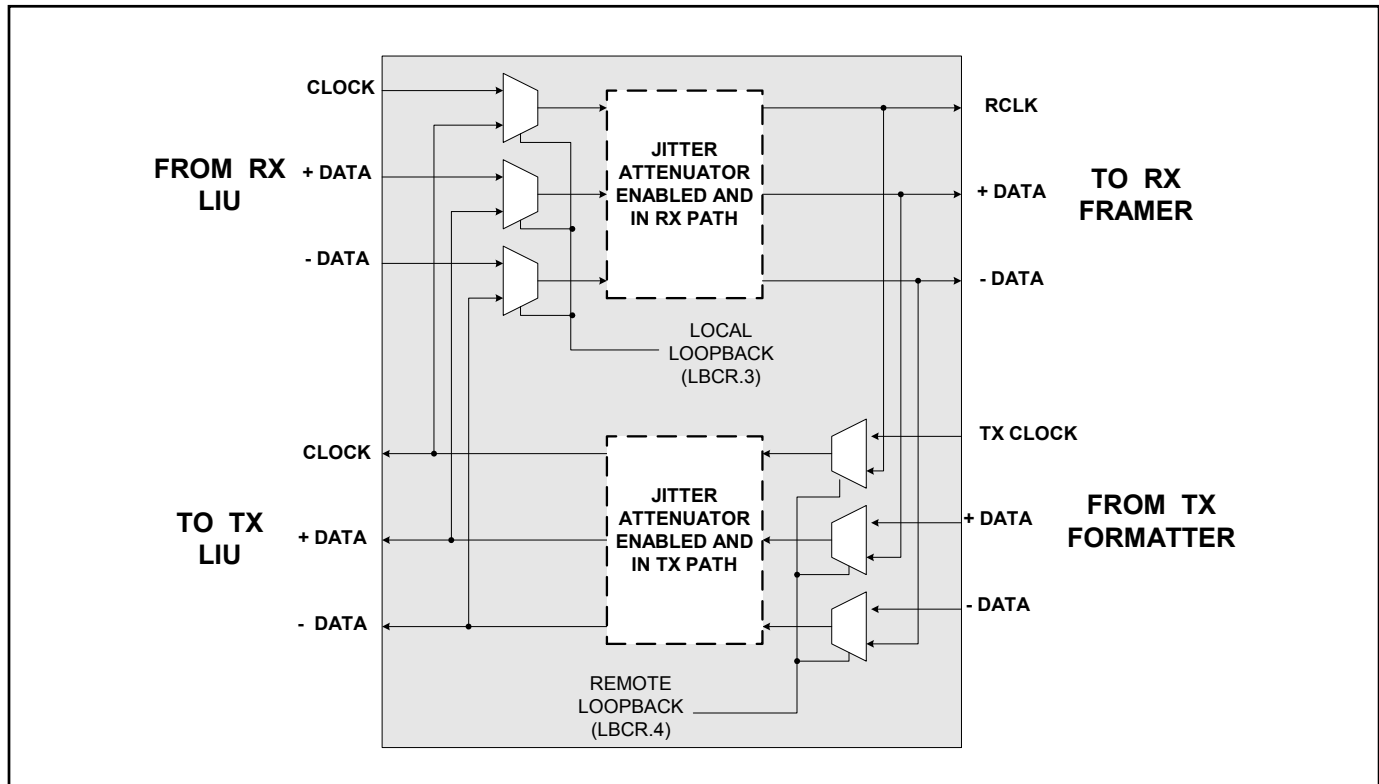 CLOCK
FROM RX
LIU
+ DATA
- DATA
JITTER
ATTENUATOR
ENABLED AND
IN RX PATH
RCLK
+ DATA
TO RX
FRAMER
- DATA
LOCAL
LOOPBACK
(LBCR.3)
CLOCK
TO TX
LIU
+ DATA
- DATA
JITTER
ATTENUATOR
ENABLED AND
IN TX PATH
TX CLOCK
+ DATA
FROM TX
FORMATTER
- DATA
REMOTE
LOOPBACK
(LBCR.4)